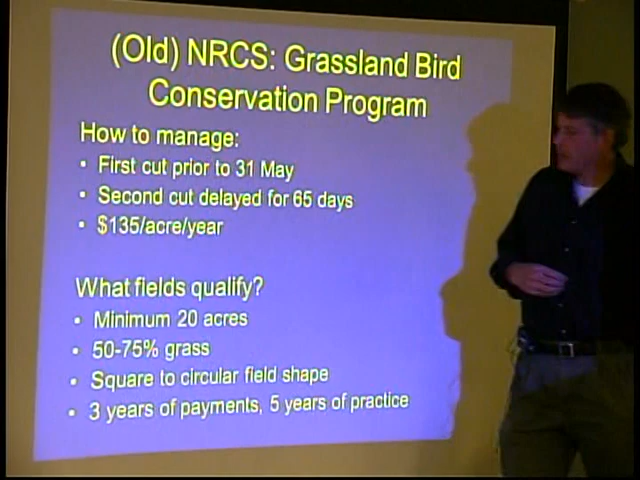 (Old) NRCS: Grassland Bird
Conservation Program
How to manage:
• First cut prior to 31 May
• Second cut delayed for 65 days
• $135/acre/year
What fields qualify?
• Minimum 20 acres
• 50-75% grass
• Square to circular field shape
• 3 years of payments, 5 years of practice